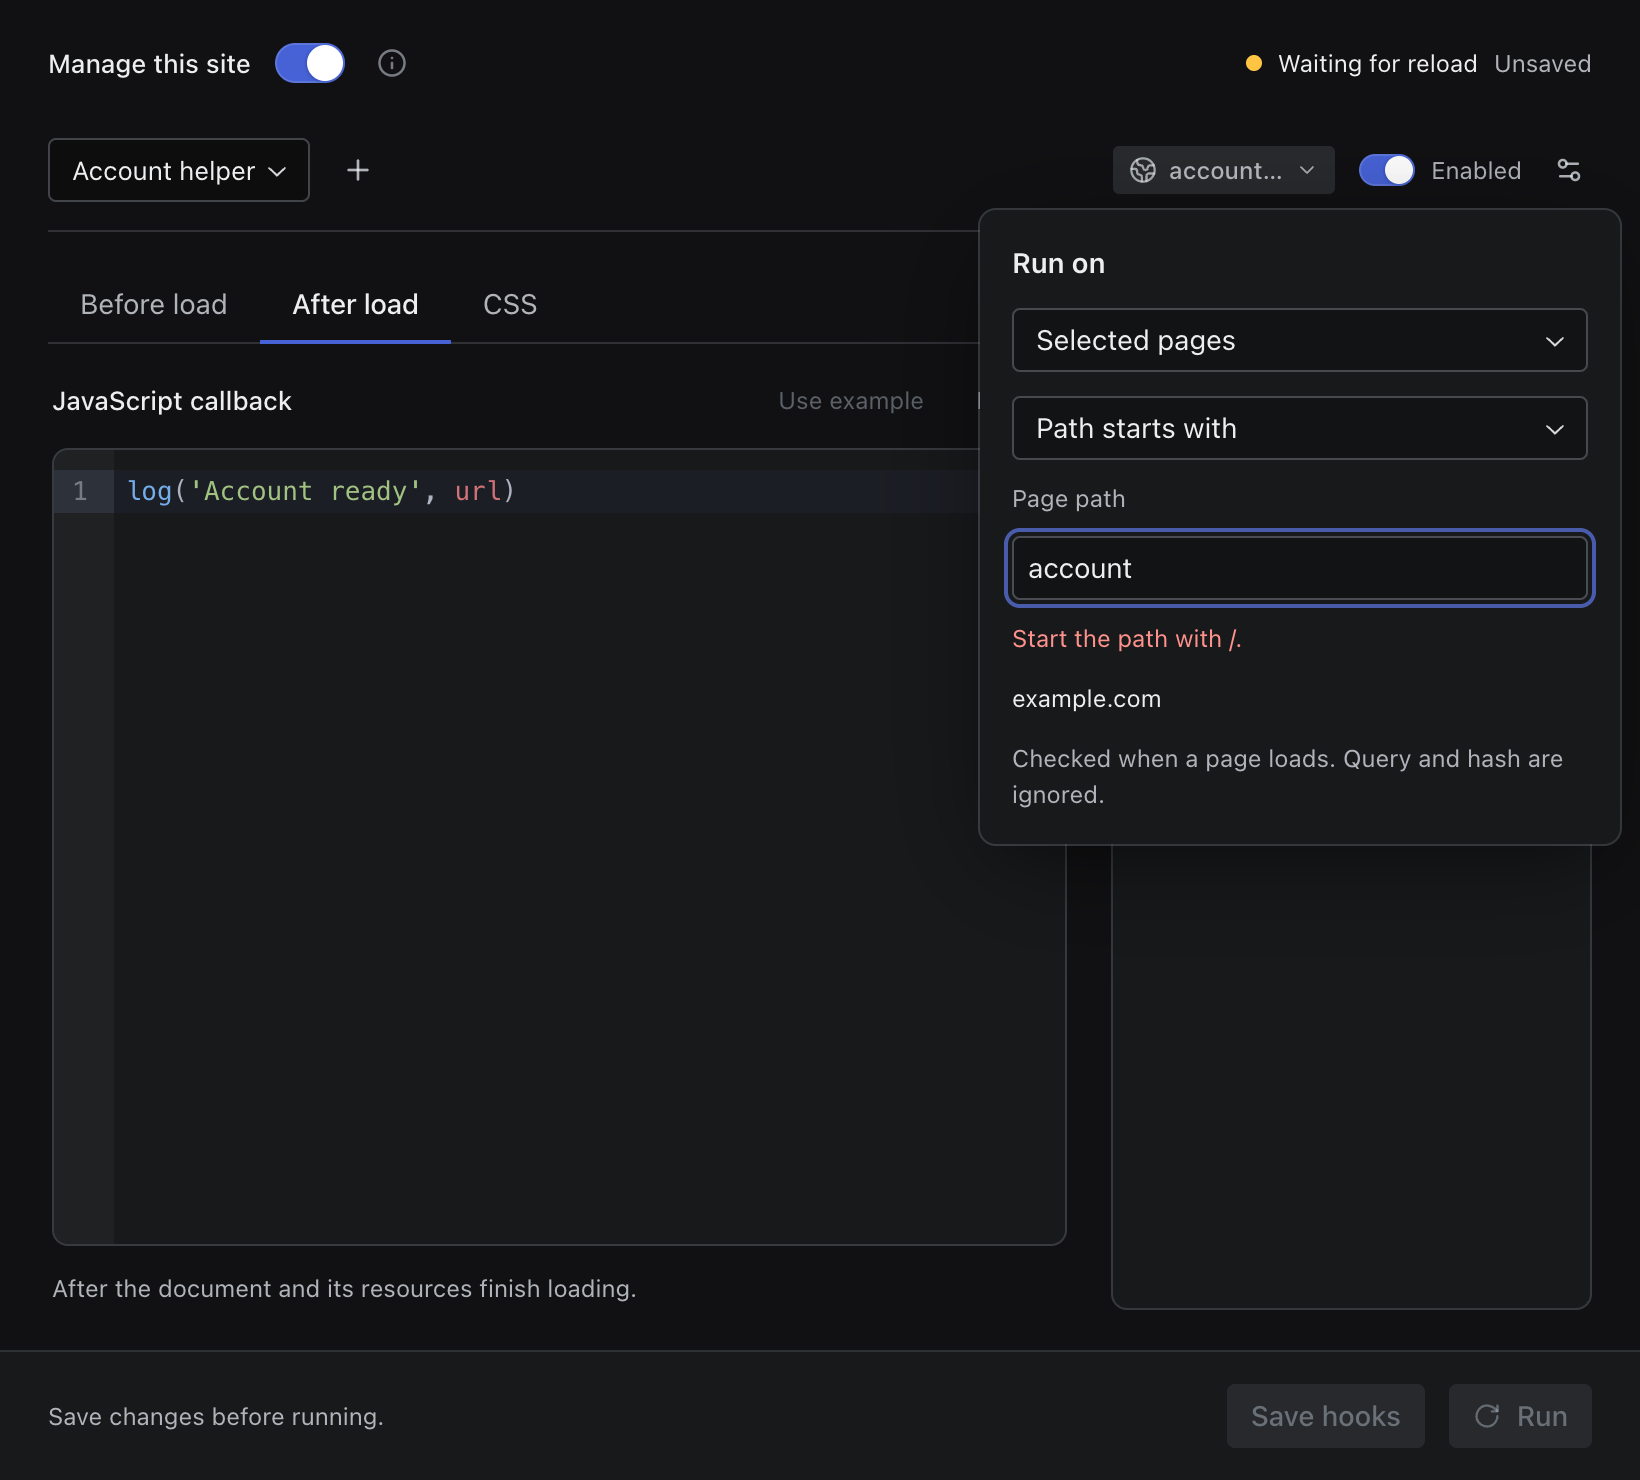 Manage this site
Waiting for reload Unsaved
Account helper
account...
Enabled
Run on
Selected pages
Path starts with
Page path
account
Start the path with /.
example.com
Checked when a page loads. Query and hash are
ignored.
Before load After load CSS
JavaScript callback
Use example
1 log('Account ready', url)
After the document and its resources finish loading.
Save changes before running.
Save hooks
Run